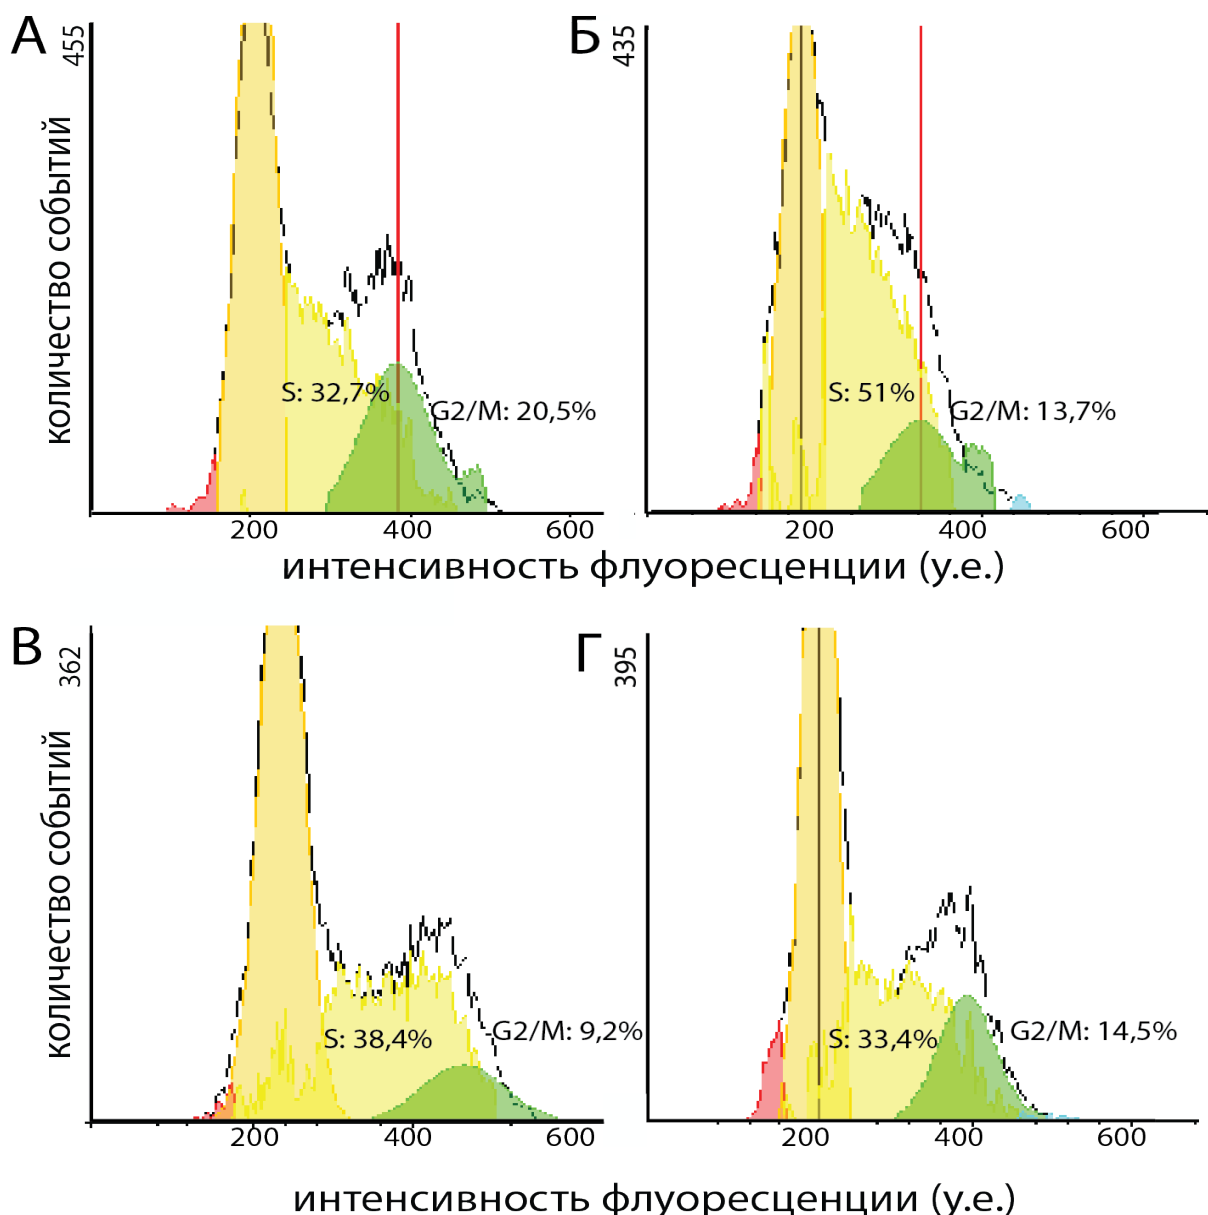 А
455
количество событий
S: 32,7%
G2/M: 20,5%
200
400
600
Б
435
S: 51%
G2/M: 13,7%
200
400
600
интенсивность флуоресценции (у.е.)
В
362
количество событий
S: 38,4%
G2/M: 9,2%
200
400
600
Г
395
S: 33,4%
G2/M: 14,5%
200
400
600
интенсивность флуоресценции (у.е.)